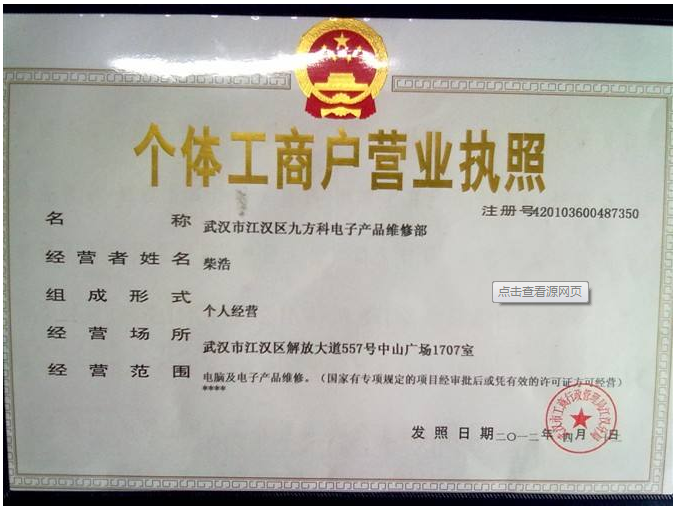 个体工商户营业执照
注册号420103600487350
名称 武汉市江汉区九方科电子产品维修部
经营者姓名 柴浩
点击查看源网页
组成形式 个人经营
经营场所 武汉市江汉区解放大道557号中山广场1707室
经营范围 电脑及电子产品维修。（国家有专项规定的项目经审批后或凭有效的许可证方可经营）
****
武汉市工商行政管理局江汉分局
发照日期 二〇一二年四月